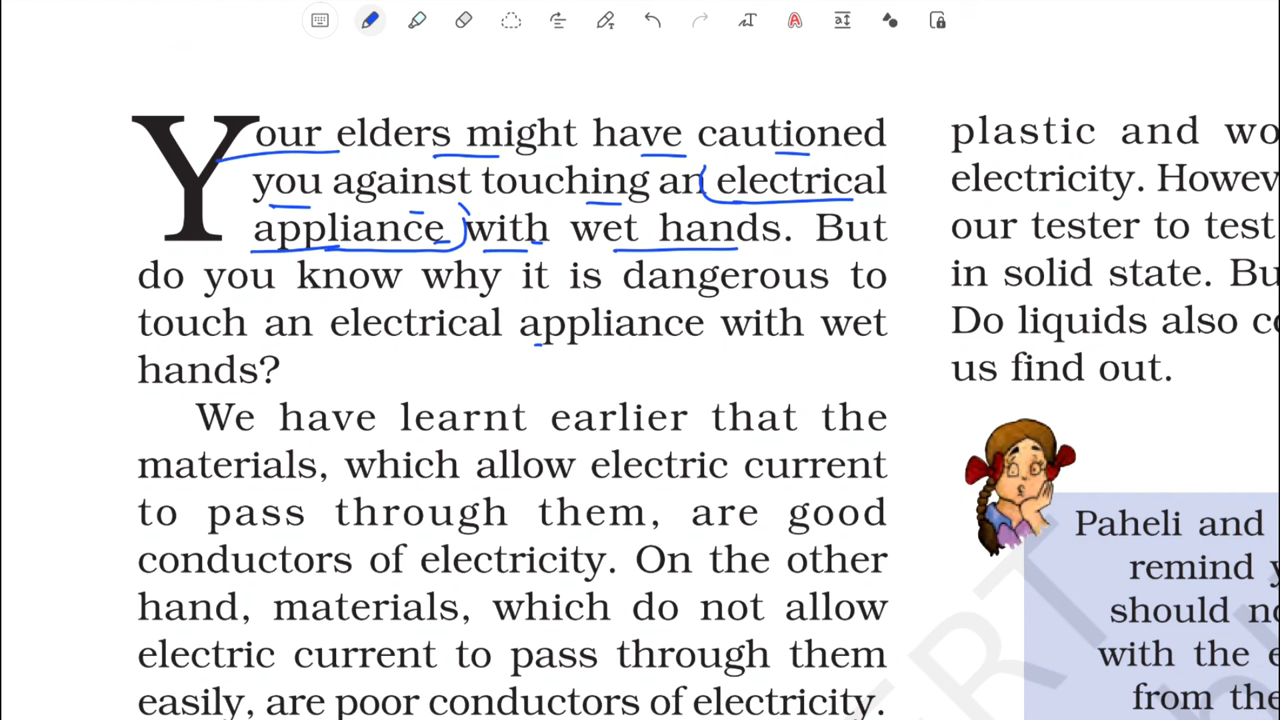 Your elders might have cautioned
you against touching an electrical
appliance with wet hands. But
do you know why it is dangerous to
touch an electrical appliance with wet
hands?
We have learnt earlier that the
materials, which allow electric current
to pass through them, are good
conductors of electricity. On the other
hand, materials, which do not allow
electric current to pass through them
easily, are poor conductors of electricity.
plastic and
electricity.
our tester to test
in solid state.
Do liquids also
us find out.
Paheli and
remind
should
with the
from